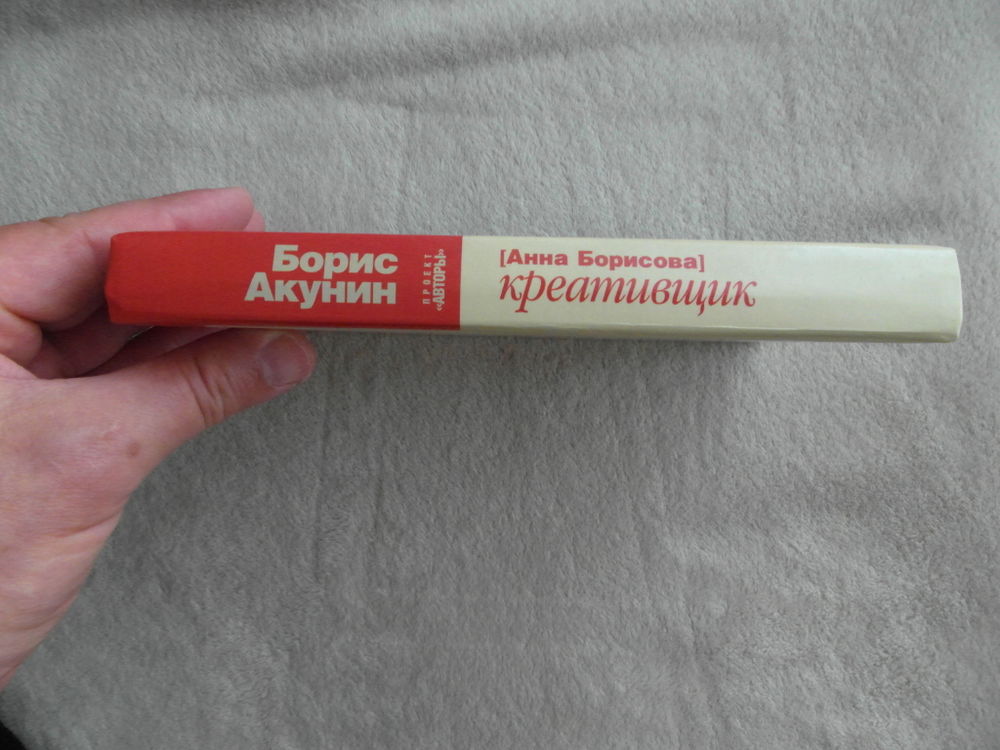 Борис
Акунин
ПРОЕКТ
«АВТОРЫ»
[Анна Борисова]
креативщик